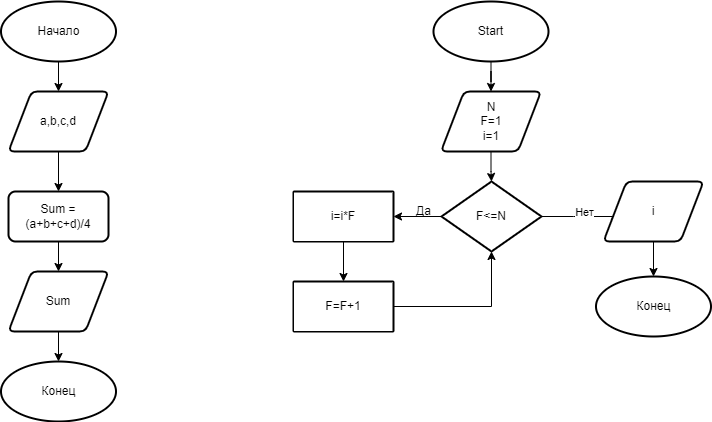 Начало
a,b,c,d
Sum =
(a+b+c+d)/4
Sum
Конец
Start
N
F=1
i=1
F<=N
Да
i=i*F
F=F+1
Нет
i
Конец